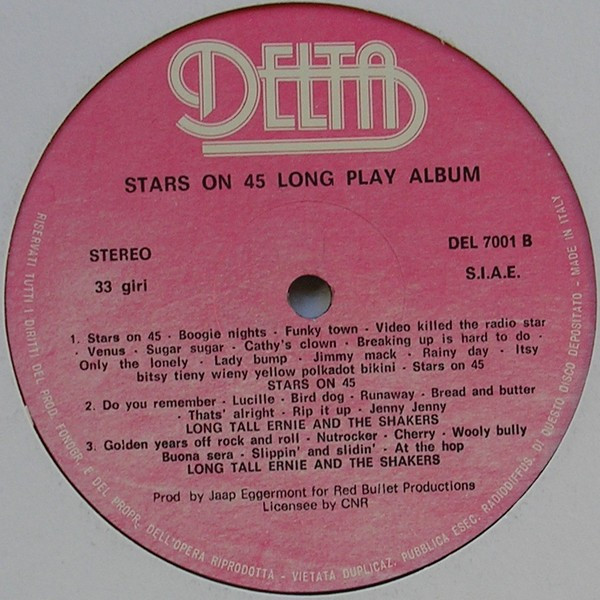 DELTA
STARS ON 45 LONG PLAY ALBUM
STEREO
DEL 7001 B
33 giri
S.I.A.E.
1. Stars on 45 - Boogie nights - Funky town - Video killed the radio star
- Venus - Sugar sugar - Cathy's clown - Breaking up is hard to do -
Only the lonely - Lady bump - Jimmy mack - Rainy day - Itsy
bitsy tieny wieny yellow polkadot bikini - Stars on 45
STARS ON 45
2. Do you remember - Lucille - Bird dog - Runaway - Bread and butter
- Thats' alright - Rip it up - Jenny Jenny
LONG TALL ERNIE AND THE SHAKERS
3. Golden years off rock and roll - Nutrocker - Cherry - Wooly bully
Buona sera - Slippin' and slidin' - At the hop
LONG TALL ERNIE AND THE SHAKERS
Prod by Jaap Eggermont for Red Bullet Productions
Licensee by CNR
RISERVATI TUTTI I DIRITTI DEL PROD. FONOGR. E DEL PROPR. DELL'OPERA RIPRODOTTA - VIETATA DUPLICAZ. PUBBLICA ESEC. RADIODIFFUS. DI QUESTO DISCO DEPOSITATO - MADE IN ITALY